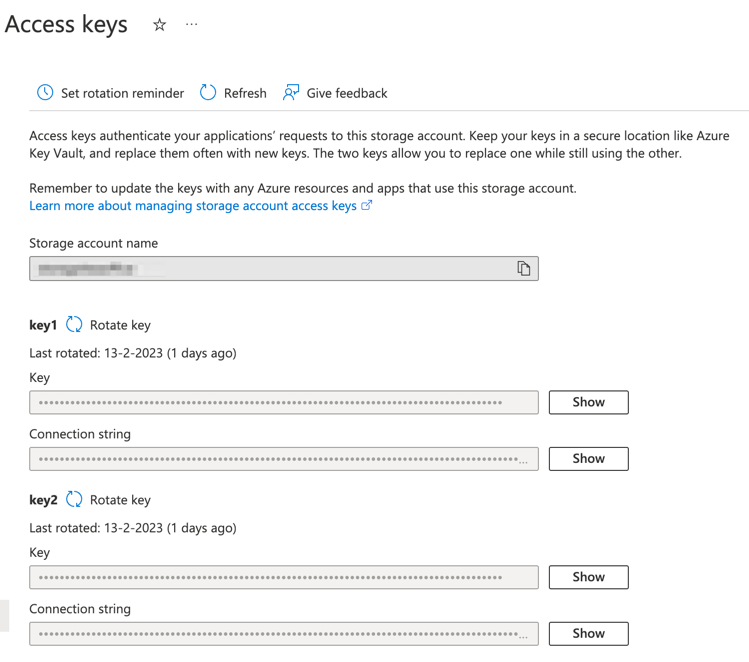 Access keys
Set rotation reminder
Refresh
Give feedback
Access keys authenticate your applications' requests to this storage account. Keep your keys in a secure location like Azure
Key Vault, and replace them often with new keys. The two keys allow you to replace one while still using the other.
Remember to update the keys with any Azure resources and apps that use this storage account.
Learn more about managing storage account access keys
Storage account name
key1 Rotate key
Last rotated: 13-2-2023 (1 days ago)
Key
Show
Connection string
Show
key2 Rotate key
Last rotated: 13-2-2023 (1 days ago)
Key
Show
Connection string
Show